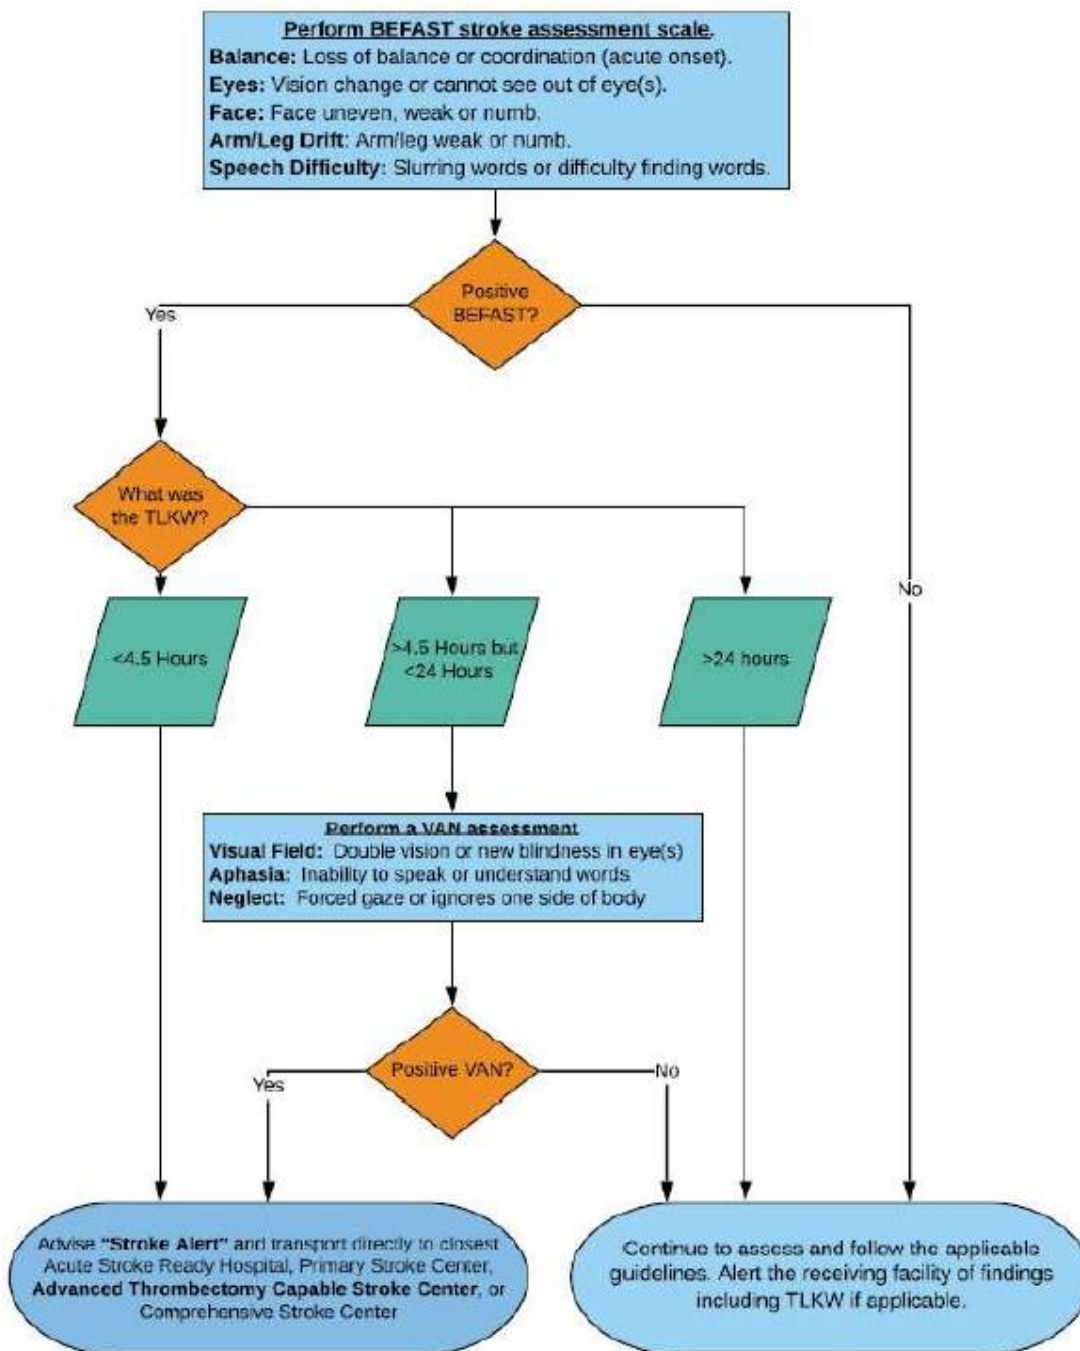 Perform BEFAST stroke assessment scale.
Balance: Loss of balance or coordination (acute onset).
Eyes: Vision change or cannot see out of eye(s).
Face: Face uneven, weak or numb.
Arm/Leg Drift: Arm/leg weak or numb.
Speech Difficulty: Slurring words or difficulty finding words.
Positive
BEFAST?
Yes
No
What was
the TLKW?
<4.5 Hours
>4.5 Hours but
<24 Hours
>24 hours
Perform a VAN assessment
Visual Field: Double vision or new blindness in eye(s)
Aphasia: Inability to speak or understand words
Neglect: Forced gaze or ignores one side of body
Positive VAN?
Yes
No
Advise "Stroke Alert" and transport directly to closest
Acute Stroke Ready Hospital, Primary Stroke Center,
Advanced Thrombectomy Capable Stroke Center, or
Comprehensive Stroke Center
Continue to assess and follow the applicable
guidelines. Alert the receiving facility of findings
including TLKW if applicable.